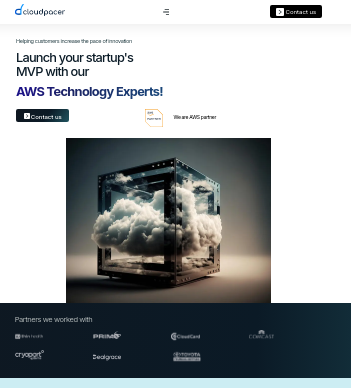 cloudpacer
Contact us
Helping customers increase the pace of innovation
Launch your startup's
MVP with our
AWS Technology Experts!
Contact us
aws
PARTNER
We are AWS partner
Partners we worked with
PRIME
CloudCard
COMCAST
cryoport
Dealgrace
TOYOTA